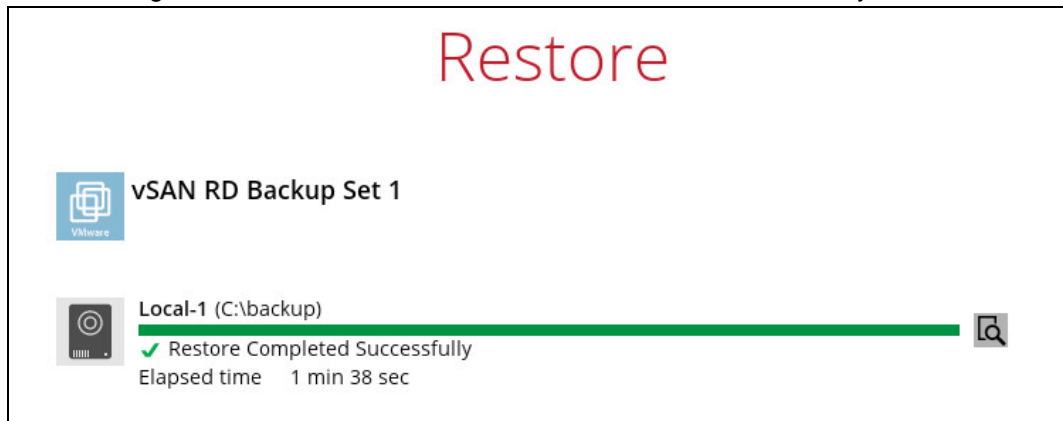 Restore
vSAN RD Backup Set 1
VMware
Local-1 (C:\backup)
Restore Completed Successfully
Elapsed time 1 min 38 sec